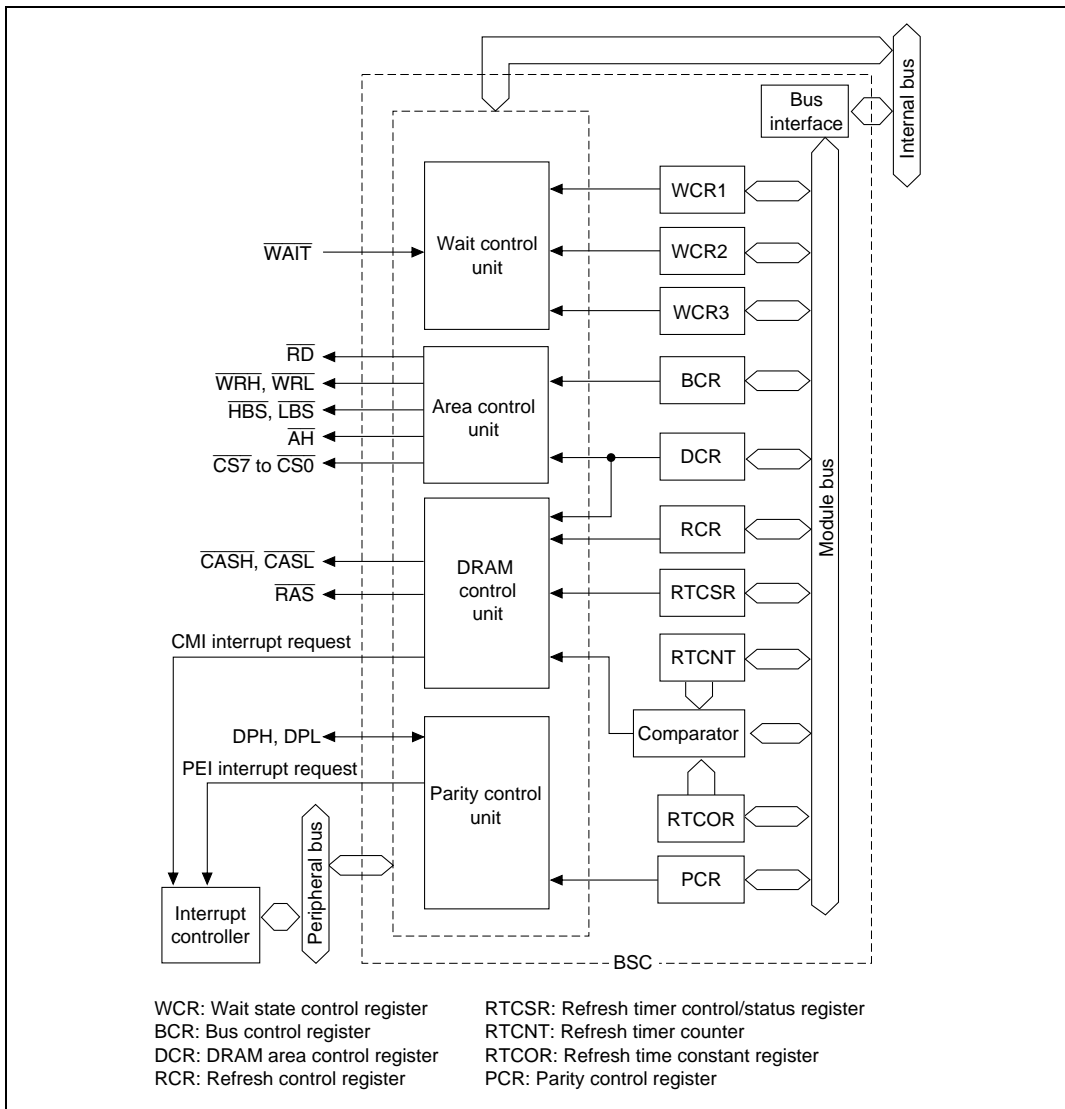 Internal bus
Bus
interface
WCR1
Wait control
unit
WAIT
WCR2
WCR3
RD
WRH, WRL
HBS, LBS
AH
CS7 to CS0
Area control
unit
BCR
DCR
Module bus
RCR
CASH, CASL
RAS
DRAM
control
unit
RTCSR
CMI interrupt request
RTCNT
DPH, DPL
Comparator
PEI interrupt request
Parity control
unit
RTCOR
Peripheral bus
PCR
Interrupt
controller
BSC
WCR: Wait state control register
BCR: Bus control register
DCR: DRAM area control register
RCR: Refresh control register
RTCSR: Refresh timer control/status register
RTCNT: Refresh timer counter
RTCOR: Refresh time constant register
PCR: Parity control register